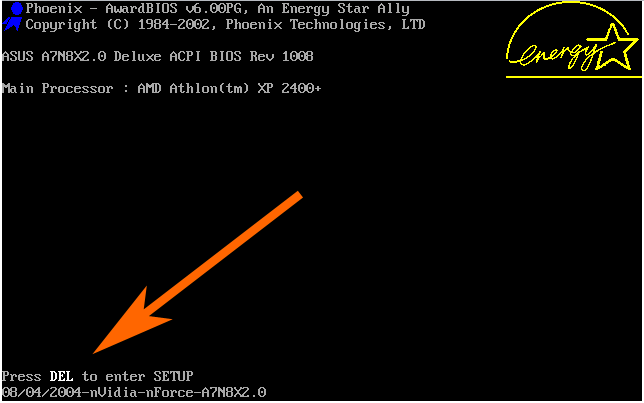 Phoenix - AwardBIOS v6.00PG, An Energy Star Ally
Copyright (C) 1984-2002, Phoenix Technologies, LTD
energy
ASUS A7N8X2.0 Deluxe ACPI BIOS Rev 1008
Main Processor : AMD Athlon(tm) XP 2400+
Press DEL to enter SETUP
08/04/2004-nVidia-nForce-A7N8X2.0